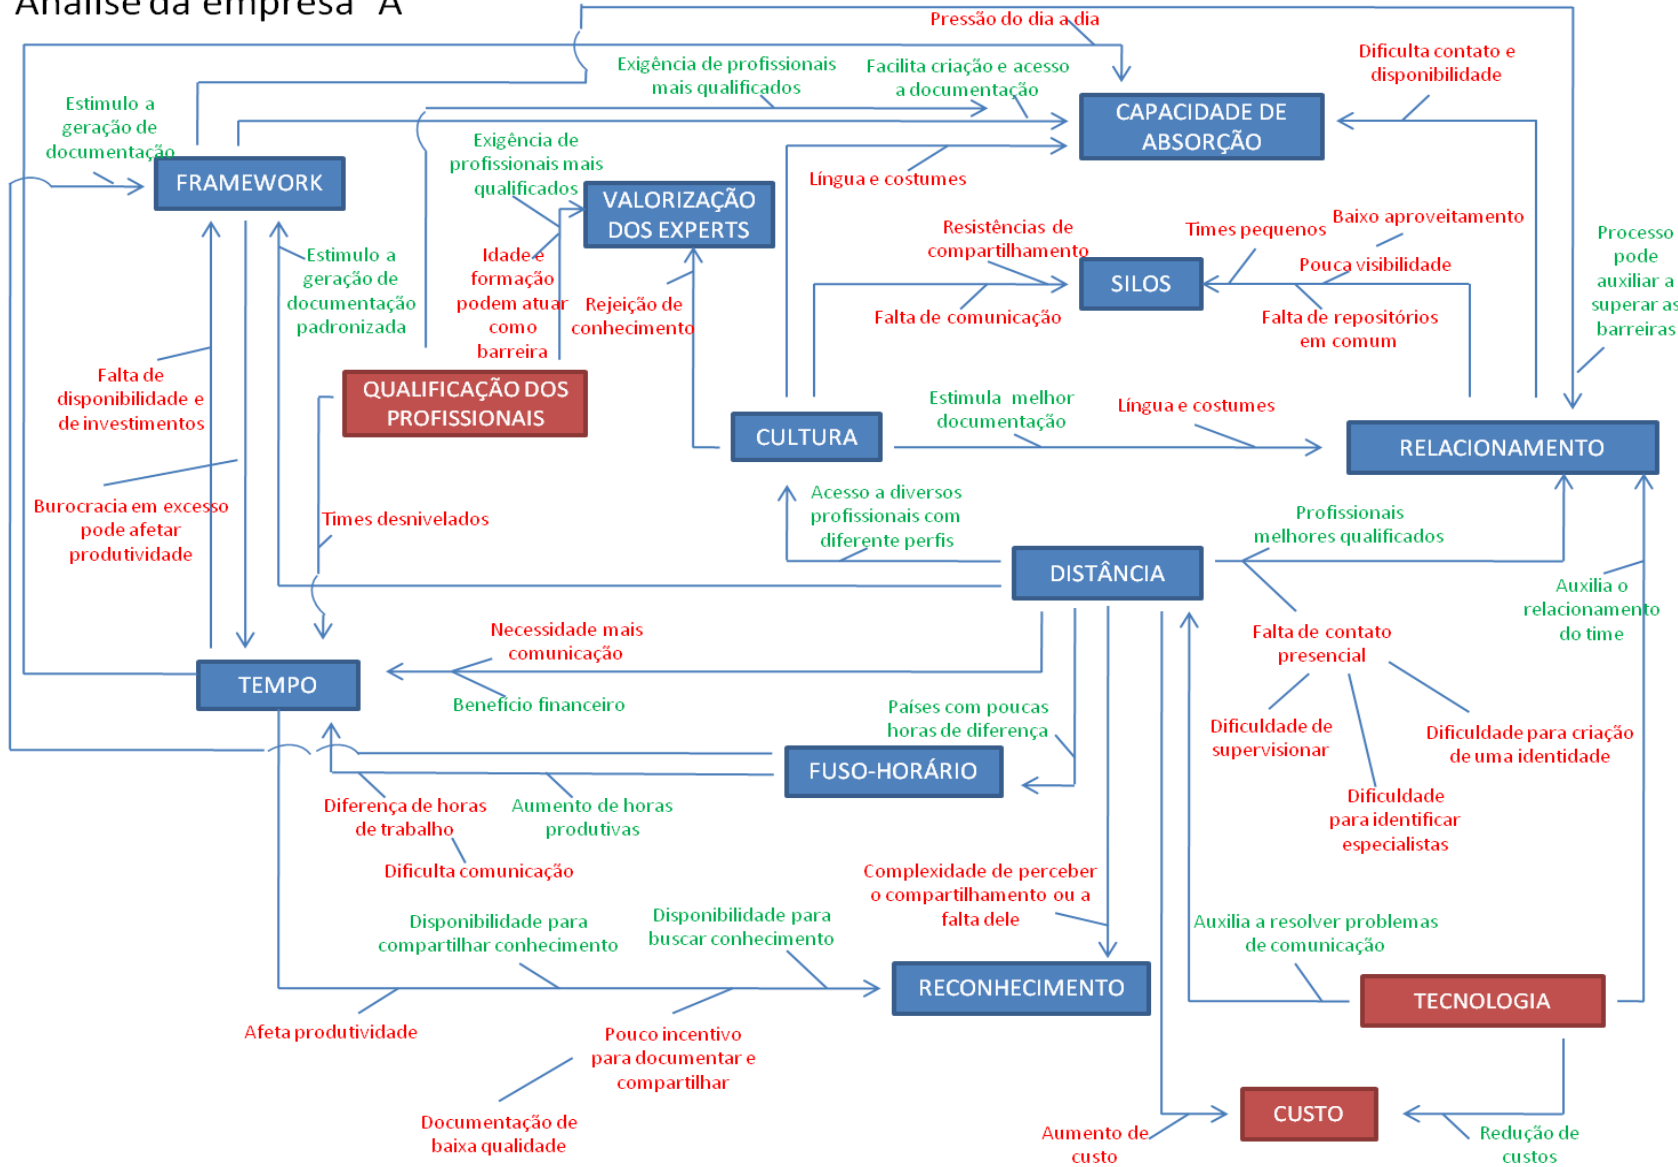 Análise da empresa "A"
Pressão do dia a dia
Dificulta contato e
disponibilidade
Exigência de profissionais
mais qualificados
Facilita criação e acesso
a documentação
Estimulo a
geração de
documentação
CAPACIDADE DE
ABSORÇÃO
Exigência de
profissionais mais
qualificados
FRAMEWORK
Língua e costumes
VALORIZAÇÃO
DOS EXPERTS
Resistências de
compartilhamento
Times pequenos
Baixo aproveitamento
Processo
pode
auxiliar a
superar as
barreiras
Estimulo a
geração de
documentação
padronizada
Idade e
formação
podem atuar
como
barreira
Rejeição de
conhecimento
SILOS
Pouca visibilidade
Falta de comunicação
Falta de repositórios
em comum
Falta de
disponibilidade e
de investimentos
QUALIFICAÇÃO DOS
PROFISSIONAIS
Estimula melhor
documentação
Língua e costumes
CULTURA
RELACIONAMENTO
Burocracia em excesso
pode afetar
produtividade
Times desnivelados
Acesso a diversos
profissionais com
diferente perfis
Profissionais
melhores qualificados
DISTÂNCIA
Auxilia o
relacionamento
do time
Necessidade mais
comunicação
Falta de contato
presencial
TEMPO
Benefício financeiro
Países com poucas
horas de diferença
Dificuldade de
supervisionar
Dificuldade para criação
de uma identidade
FUSO-HORÁRIO
Diferença de horas
de trabalho
Aumento de horas
produtivas
Dificuldade
para identificar
especialistas
Dificulta comunicação
Complexidade de perceber
o compartilhamento ou a
falta dele
Disponibilidade para
compartilhar conhecimento
Disponibilidade para
buscar conhecimento
Auxilia a resolver problemas
de comunicação
RECONHECIMENTO
TECNOLOGIA
Afeta produtividade
Pouco incentivo
para documentar e
compartilhar
Documentação de
baixa qualidade
CUSTO
Aumento de
custo
Redução de
custos